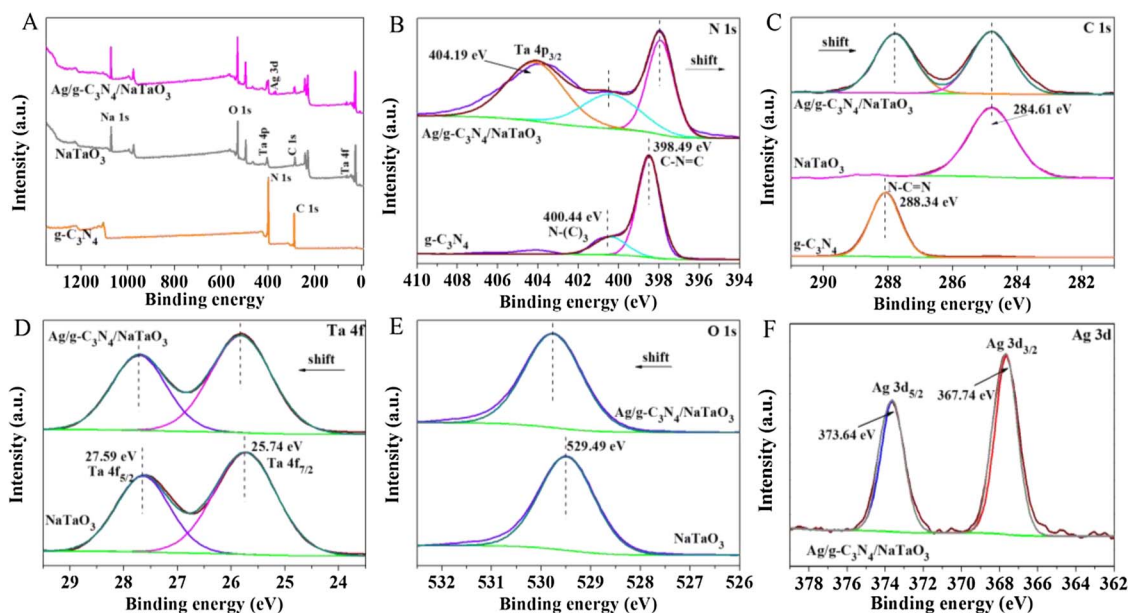 A
Ag 3d
Ag/g-C₃N₄/NaTaO₃
Na 1s
O 1s
Ta 4p
C 1s
Ta 4f
NaTaO₃
N 1s
C 1s
g-C₃N₄
1200 1000 800 600 400 200 0
Binding energy
Intensity (a.u.)
B
N 1s
404.19 eV
Ta 4p₃/₂
shift
Ag/g-C₃N₄/NaTaO₃
398.49 eV
C-N=C
400.44 eV
N-(C)₃
g-C₃N₄
410 408 406 404 402 400 398 396 394
Binding energy (eV)
Intensity (a.u.)
C
C 1s
shift
Ag/g-C₃N₄/NaTaO₃
284.61 eV
NaTaO₃
N-C=N
288.34 eV
g-C₃N₄
290 288 286 284 282
Binding energy (eV)
Intensity (a.u.)
D
Ta 4f
Ag/g-C₃N₄/NaTaO₃
shift
27.59 eV
Ta 4f₅/₂
25.74 eV
Ta 4f₇/₂
NaTaO₃
29 28 27 26 25 24
Binding energy (eV)
Intensity (a.u.)
E
O 1s
shift
Ag/g-C₃N₄/NaTaO₃
529.49 eV
NaTaO₃
532 531 530 529 528 527 526
Binding energy (eV)
Intensity (a.u.)
F
Ag 3d
Ag 3d₃/₂
367.74 eV
Ag 3d₅/₂
373.64 eV
Ag/g-C₃N₄/NaTaO₃
378 376 374 372 370 368 366 364 362
Binding energy (eV)
Intensity (a.u.)